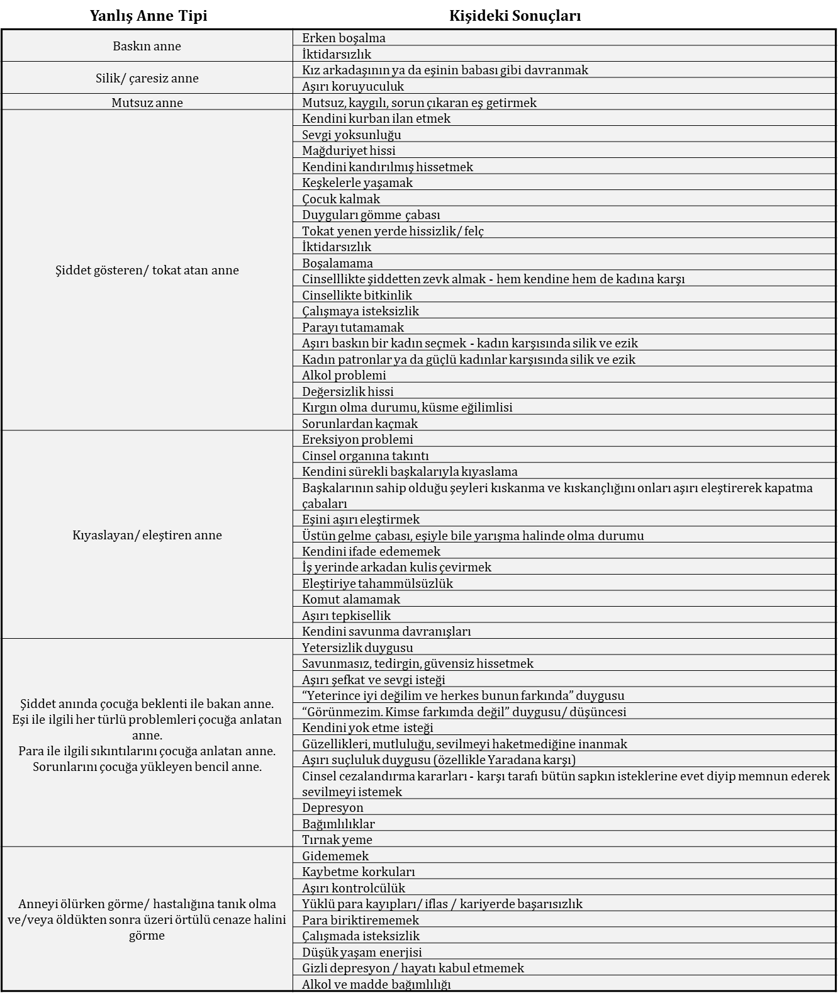 Yanlış Anne Tipi
Kişideki Sonuçları
Baskın anne
Erken boşalma
İktidarsızlık
Silik/ çaresiz anne
Kız arkadaşının ya da eşinin babası gibi davranmak
Aşırı koruyuculuk
Mutsuz anne
Mutsuz, kaygılı, sorun çıkaran eş getirmek
Şiddet gösteren/ tokat atan anne
Kendini kurban ilan etmek
Sevgi yoksunluğu
Mağduriyet hissi
Kendini kandırılmış hissetmek
Keşkelerle yaşamak
Çocuk kalmak
Duyguları gömme çabası
Tokat yenen yerde hissizlik/ felç
İktidarsızlık
Boşalamama
Cinselllikte şiddetten zevk almak - hem kendine hem de kadına karşı
Cinsellikte bitkinlik
Çalışmaya isteksizlik
Parayı tutamamak
Aşırı baskın bir kadın seçmek - kadın karşısında silik ve ezik
Kadın patronlar ya da güçlü kadınlar karşısında silik ve ezik
Alkol problemi
Değersizlik hissi
Kırgın olma durumu, küsme eğilimlisi
Sorunlardan kaçmak
Kıyaslayan/ eleştiren anne
Ereksiyon problemi
Cinsel organına takıntı
Kendini sürekli başkalarıyla kıyaslama
Başkalarının sahip olduğu şeyleri kıskanma ve kıskançlığını onları aşırı eleştirerek kapatma
çabaları
Eşini aşırı eleştirmek
Üstün gelme çabası, eşiyle bile yarışma halinde olma durumu
Kendini ifade edememek
İş yerinde arkadan kulis çevirmek
Eleştiriye tahammülsüzlük
Komut alamamak
Aşırı tepkisellik
Kendini savunma davranışları
Şiddet anında çocuğa beklenti ile bakan anne.
Eşi ile ilgili her türlü problemleri çocuğa anlatan
anne.
Para ile ilgili sıkıntılarını çocuğa anlatan anne.
Sorunlarını çocuğa yükleyen bencil anne.
Yetersizlik duygusu
Savunmasız, tedirgin, güvensiz hissetmek
Aşırı şefkat ve sevgi isteği
“Yeterince iyi değilim ve herkes bunun farkında” duygusu
“Görünmezim. Kimse farkımda değil” duygusu/ düşüncesi
Kendini yok etme isteği
Güzellikleri, mutluluğu, sevilmeyi haketmediğine inanmak
Aşırı suçluluk duygusu (özellikle Yaradana karşı)
Cinsel cezalandırma kararları - karşı tarafı bütün sapkın isteklerine evet diyip memnun ederek
sevilmeyi istemek
Depresyon
Bağımlılıklar
Tırnak yeme
Anneyi ölürken görme/ hastalığına tanık olma
ve/veya öldükten sonra üzeri örtülü cenaze halini
görme
Gidememek
Kaybetme korkuları
Aşırı kontrolcülük
Yüklü para kayıpları/ iflas / kariyerde başarısızlık
Para biriktirememek
Çalışmada isteksizlik
Düşük yaşam enerjisi
Gizli depresyon / hayatı kabul etmemek
Alkol ve madde bağımlılığı